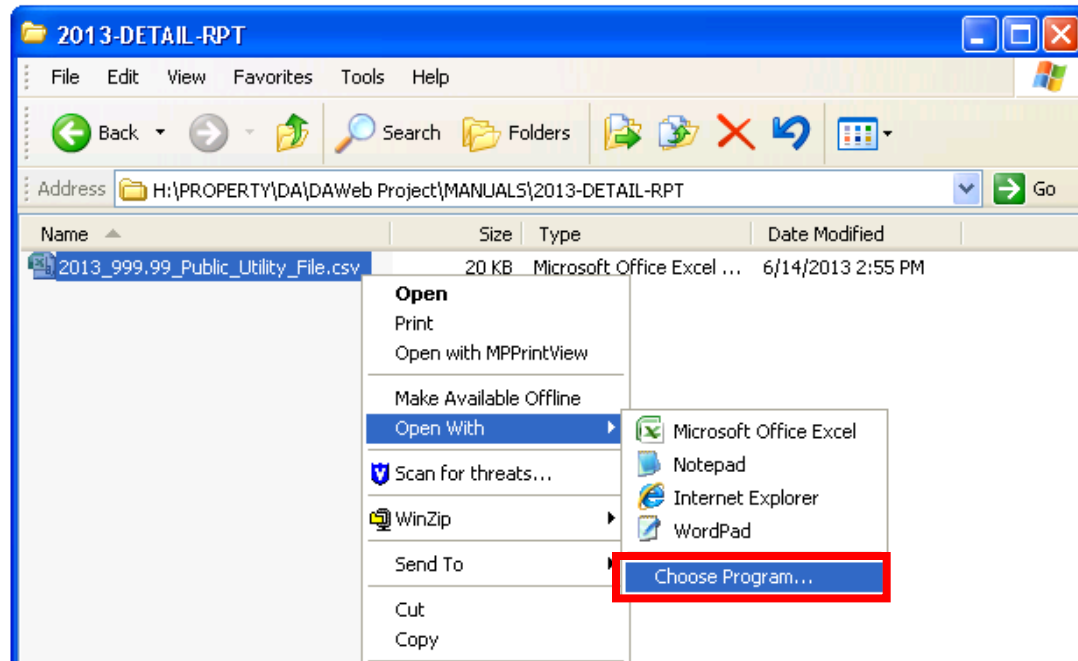 2013-DETAIL-RPT
File Edit View Favorites Tools Help
Back Search Folders
Address H:\PROPERTY\DA\DAWeb Project\MANUALS\2013-DETAIL-RPT Go
Name Size Type Date Modified
2013_999.99_Public_Utility_File.csv 20 KB Microsoft Office Excel ... 6/14/2013 2:55 PM
Open
Print
Open with MPPrintView
Make Available Offline
Open With
Microsoft Office Excel
Notepad
Internet Explorer
WordPad
Choose Program...
Scan for threats...
WinZip
Send To
Cut
Copy